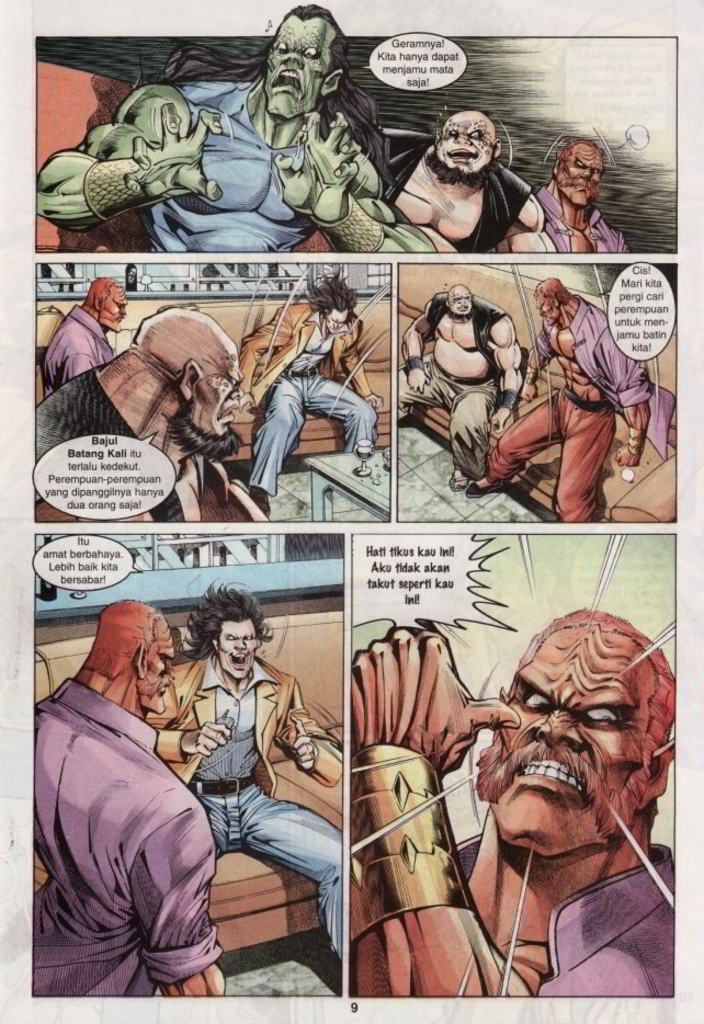 Geramnya!
Kita hanya dapat
menjamu mata
saja!
Cis!
Mari kita
pergi cari
perempuan
untuk men-
jamu batin
kita!
Bajul
Batang Kali itu
terlalu kedekut.
Perempuan-perempuan
yang dipanggilnya hanya
dua orang saja!
Itu
amat berbahaya.
Lebih baik kita
bersabar!
Hati tikus kau ini!
Aku tidak akan
takut seperti kau
ini!
9